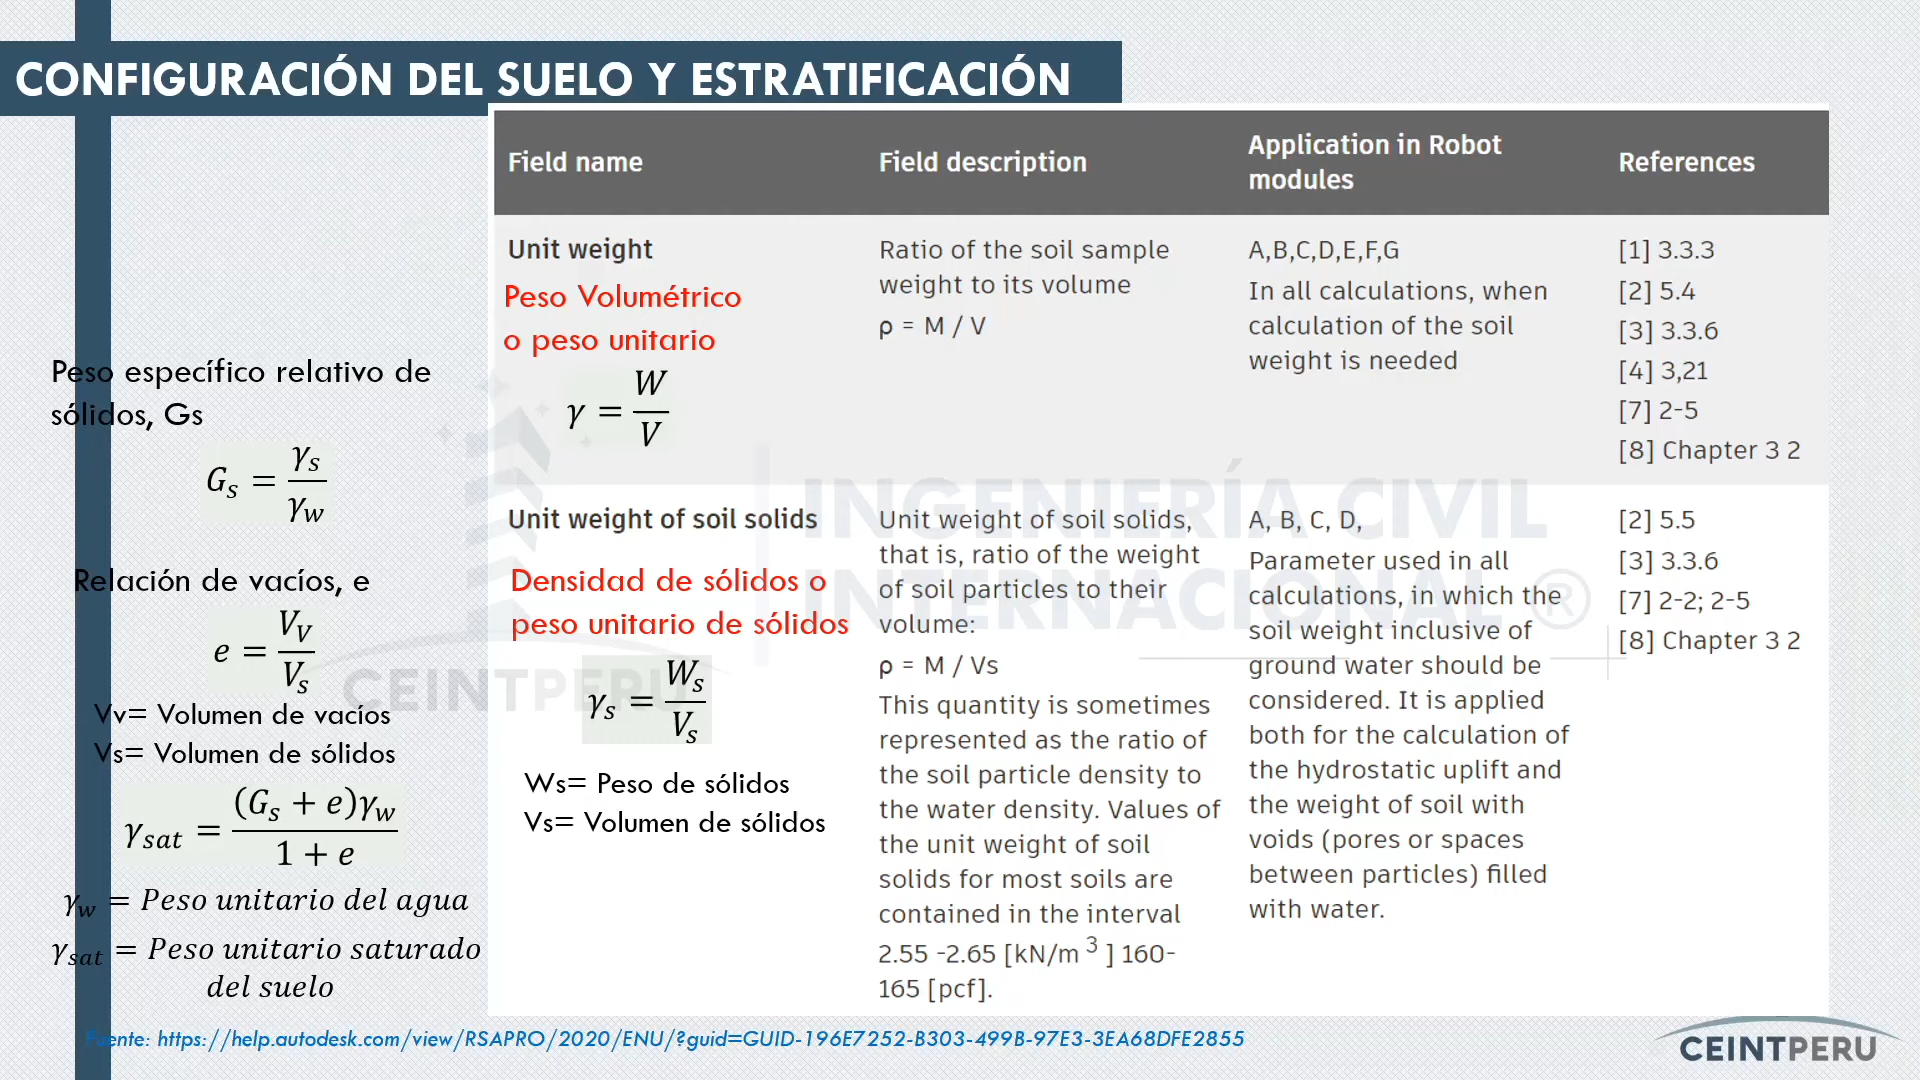 CONFIGURACIÓN DEL SUELO Y ESTRATIFICACIÓN
Peso específico relativo de
sólidos, Gs
G_s = γ_s / γ_w
Relación de vacíos, e
e = V_V / V_s
Vv= Volumen de vacíos
Vs= Volumen de sólidos
γ_sat = (G_s + e)γ_w / 1 + e
γ_w = Peso unitario del agua
γ_sat = Peso unitario saturado
del suelo
Field name
Field description
Application in Robot
modules
References
Unit weight
Peso Volumétrico
o peso unitario
γ = W / V
Ratio of the soil sample
weight to its volume
ρ = M / V
A,B,C,D,E,F,G
In all calculations, when
calculation of the soil
weight is needed
[1] 3.3.3
[2] 5.4
[3] 3.3.6
[4] 3,21
[7] 2-5
[8] Chapter 3 2
Unit weight of soil solids
Densidad de sólidos o
peso unitario de sólidos
γ_s = W_s / V_s
Ws= Peso de sólidos
Vs= Volumen de sólidos
Unit weight of soil solids,
that is, ratio of the weight
of soil particles to their
volume:
ρ = M / Vs
This quantity is sometimes
represented as the ratio of
the soil particle density to
the water density. Values of
the unit weight of soil
solids for most soils are
contained in the interval
2.55 -2.65 [kN/m 3 ] 160-
165 [pcf].
A, B, C, D,
Parameter used in all
calculations, in which the
soil weight inclusive of
ground water should be
considered. It is applied
both for the calculation of
the hydrostatic uplift and
the weight of soil with
voids (pores or spaces
between particles) filled
with water.
[2] 5.5
[3] 3.3.6
[7] 2-2; 2-5
[8] Chapter 3 2
CEINTPERU
INGENIERÍA CIVIL
INTERNACIONAL ®
Fuente: https://help.autodesk.com/view/RSAPRO/2020/ENU/?guid=GUID-196E7252-B303-499B-97E3-3EA68DFE2855
CEINTPERU